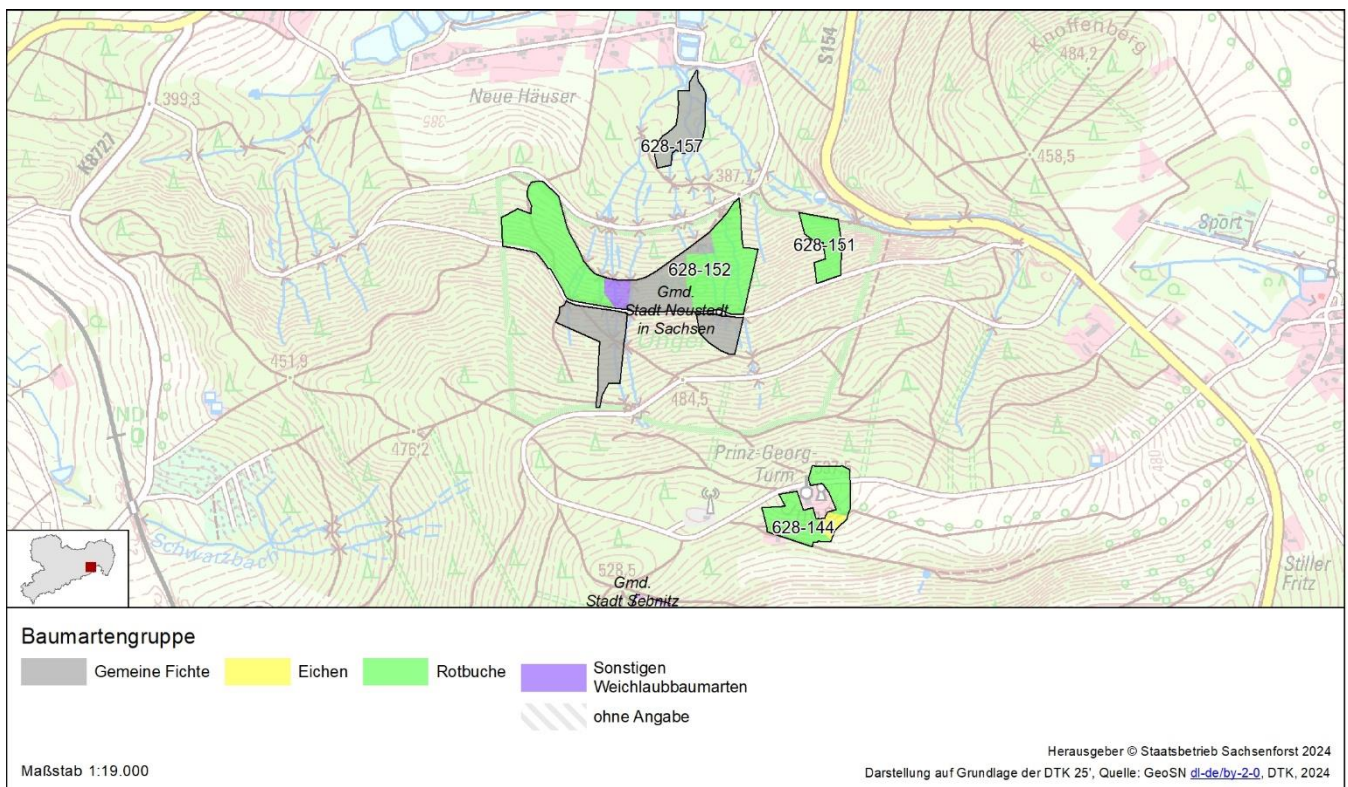 Knoffenberg
484,2
S154
399,3
Neue Häuser
385
K8727
628-157
458,5
387,7
Sport
628-151
628-152
Gmd.
Stadt Neustadt
in Sachsen
451,9
484,5
ND
476,2
Prinz-Georg-
Turm
628-144
Schwarzbach
528,5
Gmd.
Stadt Sebnitz
Stiller
Fritz
Baumartengruppe
Gemeine Fichte
Eichen
Rotbuche
Sonstigen
Weichlaubbaumarten
ohne Angabe
Herausgeber © Staatsbetrieb Sachsenforst 2024
Maßstab 1:19.000
Darstellung auf Grundlage der DTK 25', Quelle: GeoSN dl-de/by-2-0, DTK, 2024